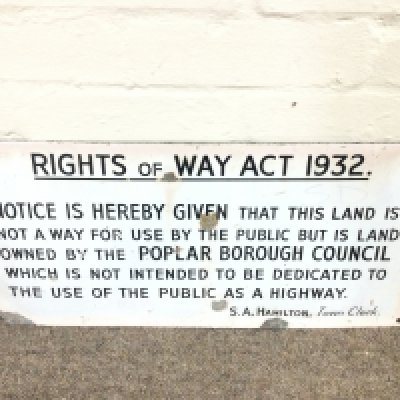 RIGHTS OF WAY ACT 1932.
NOTICE IS HEREBY GIVEN THAT THIS LAND IS
NOT A WAY FOR USE BY THE PUBLIC BUT IS LAND
OWNED BY THE POPLAR BOROUGH COUNCIL
WHICH IS NOT INTENDED TO BE DEDICATED TO
THE USE OF THE PUBLIC AS A HIGHWAY.
S.A. HAMILTON, Town Clerk.